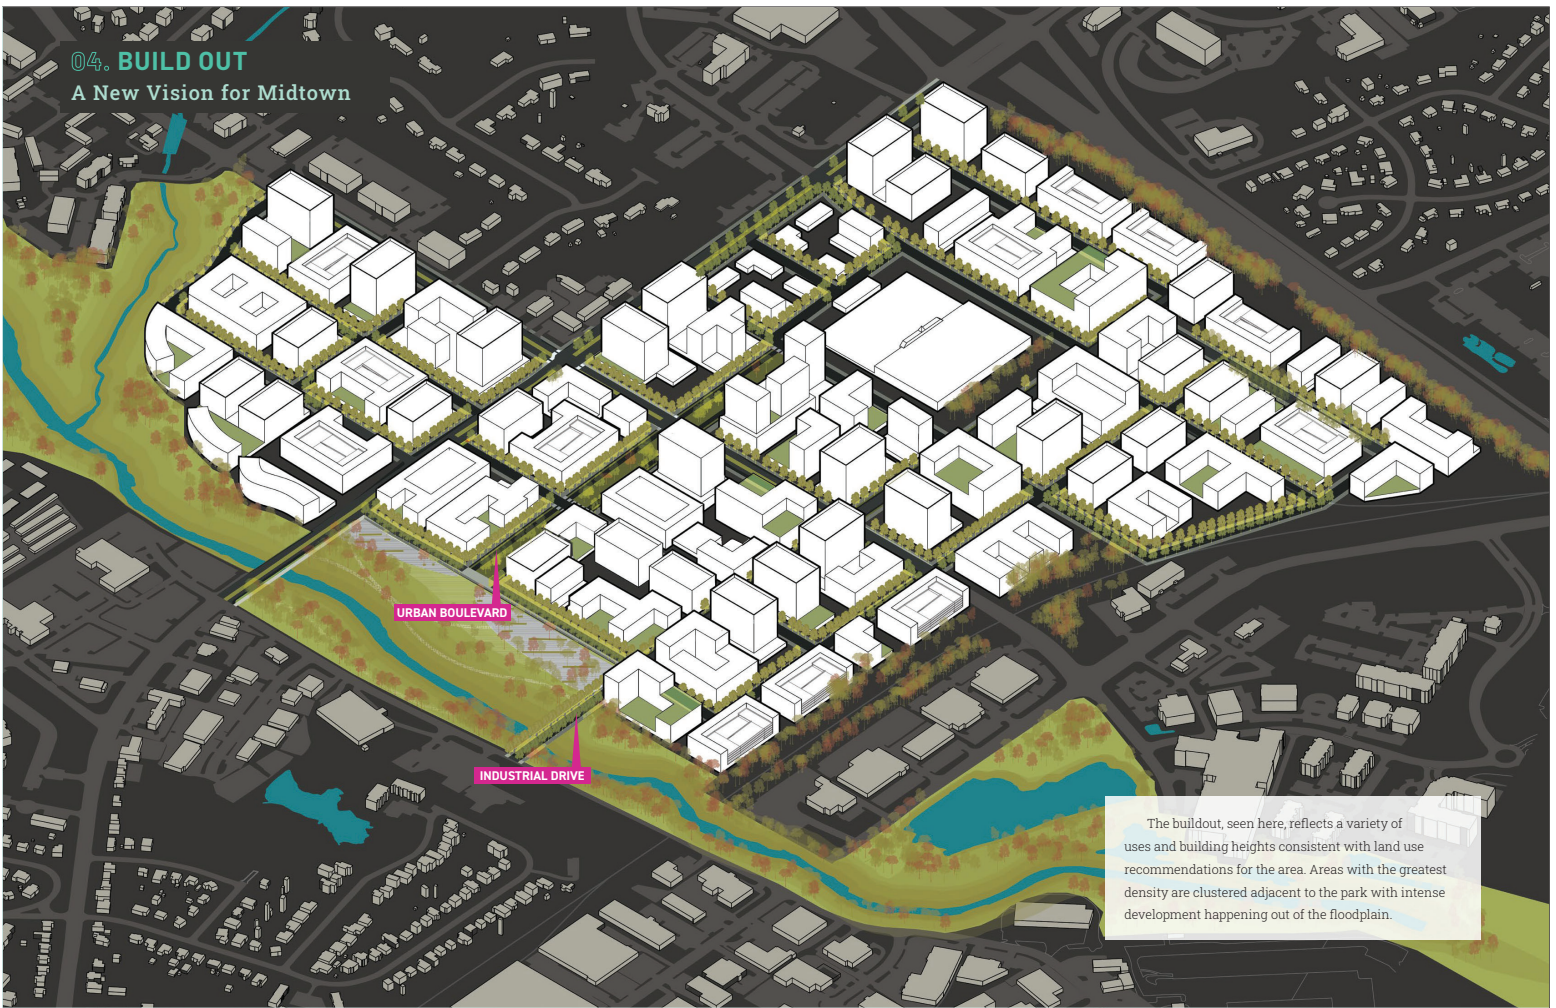 04. BUILD OUT
A New Vision for Midtown
URBAN BOULEVARD
INDUSTRIAL DRIVE
The buildout, seen here, reflects a variety of
uses and building heights consistent with land use
recommendations for the area. Areas with the greatest
density are clustered adjacent to the park with intense
development happening out of the floodplain.